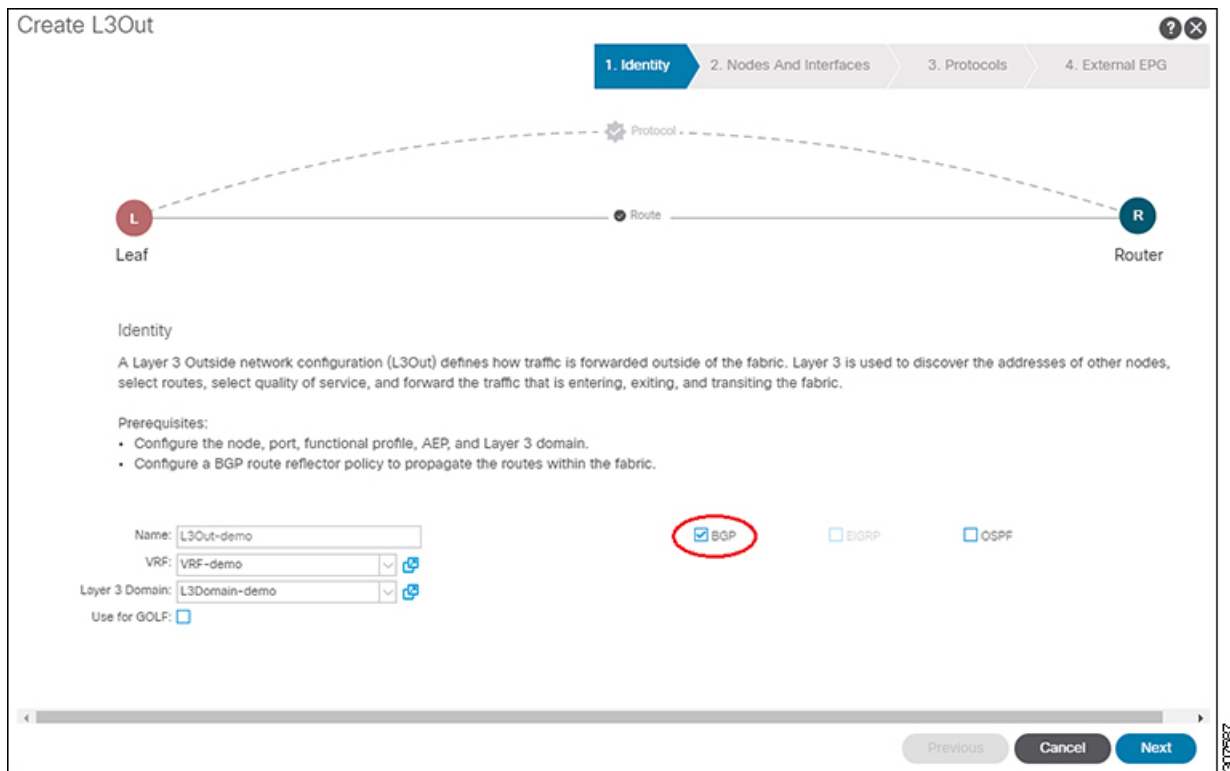 Create L3Out
1. Identity
2. Nodes And Interfaces
3. Protocols
4. External EPG
Protocol
L
Route
R
Leaf
Router
Identity
A Layer 3 Outside network configuration (L3Out) defines how traffic is forwarded outside of the fabric. Layer 3 is used to discover the addresses of other nodes,
select routes, select quality of service, and forward the traffic that is entering, exiting, and transiting the fabric.
Prerequisites:
• Configure the node, port, functional profile, AEP, and Layer 3 domain.
• Configure a BGP route reflector policy to propagate the routes within the fabric.
Name: L3Out-demo
BGP
EIGRP
OSPF
VRF: VRF-demo
Layer 3 Domain: L3Domain-demo
Use for GOLF:
Previous
Cancel
Next